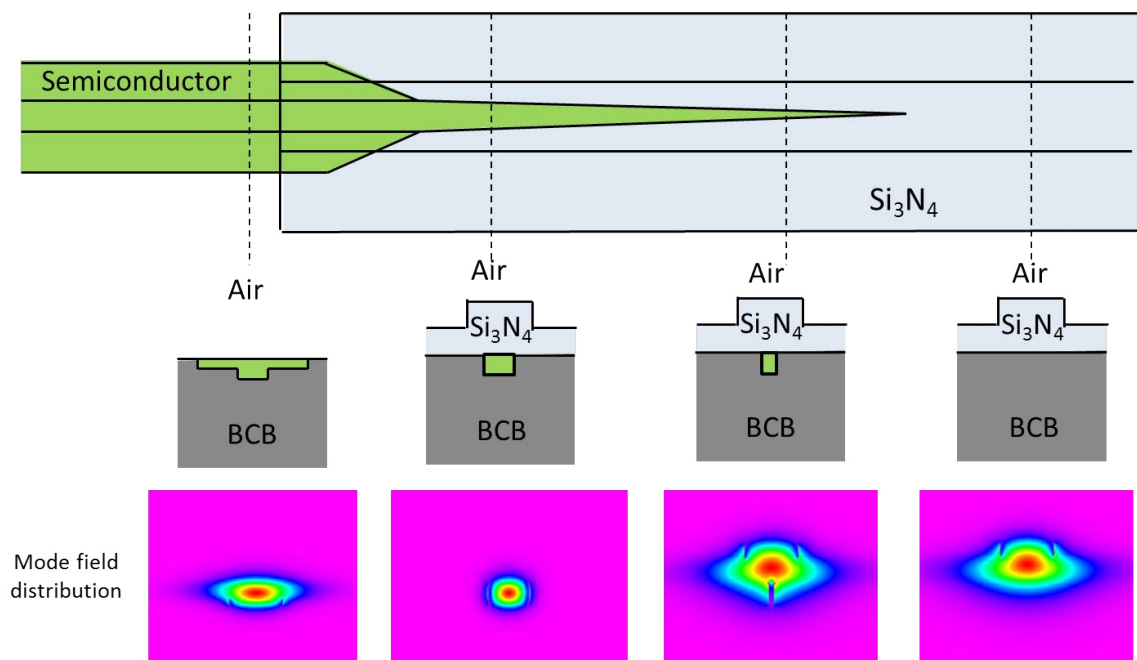 Semiconductor
Si₃N₄
Air
Air
Air
Air
Si₃N₄
Si₃N₄
Si₃N₄
BCB
BCB
BCB
BCB
Mode field
distribution